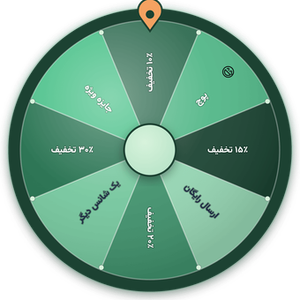 ۱۰٪ تخفیف
پوچ
۱۵٪ تخفیف
ارسال رایگان
۲۰٪ تخفیف
یک شانس دیگر
۳۰٪ تخفیف
جایزه ویژه